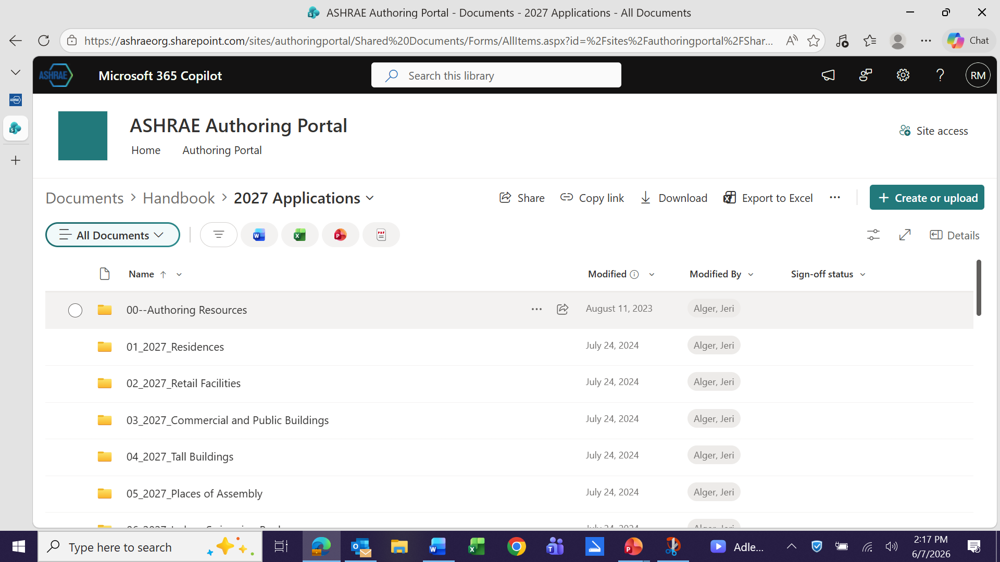 ASHRAE Authoring Portal - Documents - 2027 Applications - All Documents
https://ashraeorg.sharepoint.com/sites/authoringportal/Shared%20Documents/Forms/AllItems.aspx?id=%2Fsites%2Fauthoringportal%2FShar...
Chat
ASHRAE
Microsoft 365 Copilot
Search this library
RM
ASHRAE Authoring Portal
Home Authoring Portal
Site access
Documents > Handbook > 2027 Applications
Share Copy link Download Export to Excel ... + Create or upload
All Documents
Details
Name Modified Modified By Sign-off status
00--Authoring Resources August 11, 2023 Alger, Jeri
01_2027_Residences July 24, 2024 Alger, Jeri
02_2027_Retail Facilities July 24, 2024 Alger, Jeri
03_2027_Commercial and Public Buildings July 24, 2024 Alger, Jeri
04_2027_Tall Buildings July 24, 2024 Alger, Jeri
05_2027_Places of Assembly July 24, 2024 Alger, Jeri
Type here to search
Adle...
2:17 PM
6/7/2026